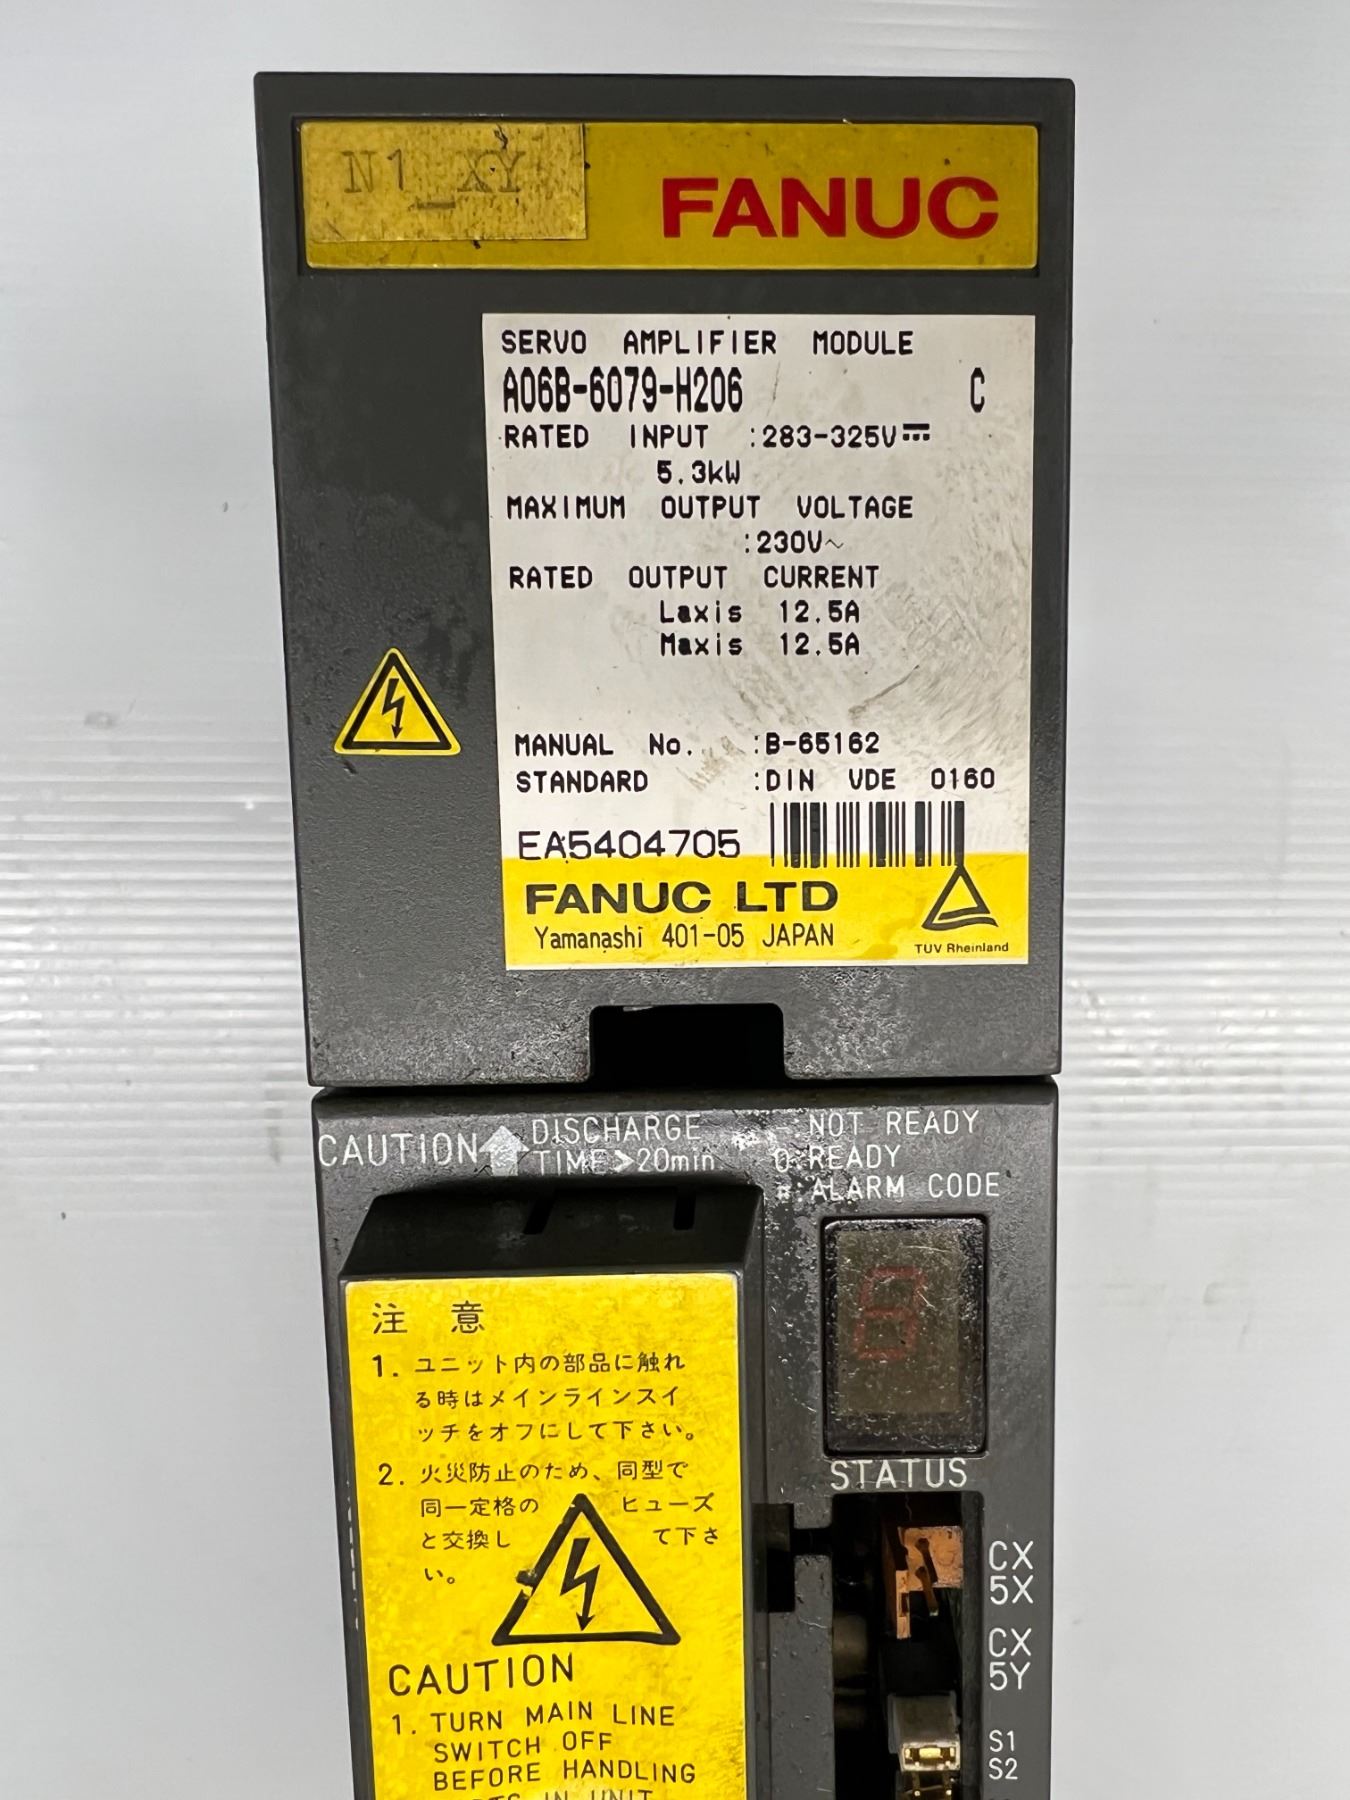 N1_XY
FANUC
SERVO AMPLIFIER MODULE
A06B-6079-H206 C
RATED INPUT :283-325V⎓
5.3kW
MAXIMUM OUTPUT VOLTAGE
:230V~
RATED OUTPUT CURRENT
Laxis 12.5A
Maxis 12.5A
MANUAL No. :B-65162
STANDARD :DIN VDE 0160
EA5404705
FANUC LTD
Yamanashi 401-05 JAPAN
TUV Rheinland
CAUTION
DISCHARGE
TIME>20min
-:NOT READY
0:READY
#:ALARM CODE
STATUS
CX
5X
CX
5Y
S1
S2
注 意
1. ユニット内の部品に触れ
る時はメインラインスイ
ッチをオフにして下さい。
2. 火災防止のため、同型で
同一定格の ヒューズ
と交換し て下さ
い。
CAUTION
1. TURN MAIN LINE
SWITCH OFF
BEFORE HANDLING
IN UNIT